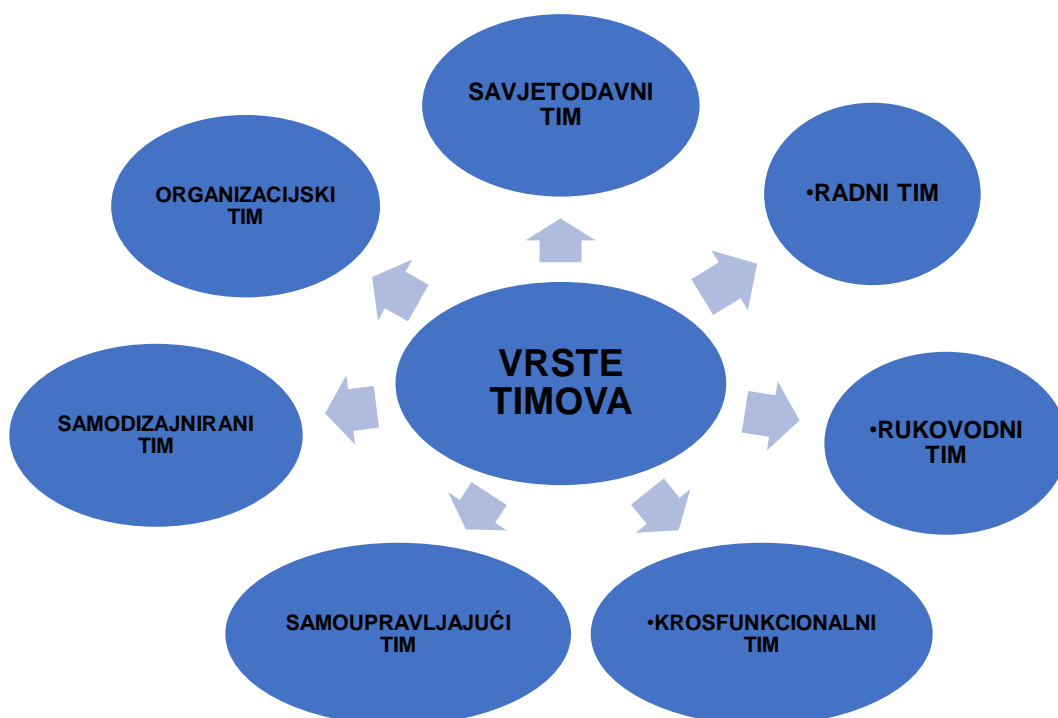 SAVJETODAVNI
TIM
•RADNI TIM
ORGANIZACIJSKI
TIM
VRSTE
TIMOVA
SAMODIZAJNIRANI
TIM
•RUKOVODNI
TIM
SAMOUPRAVLJAJUĆI
TIM
•KROSFUNKCIONALNI
TIM